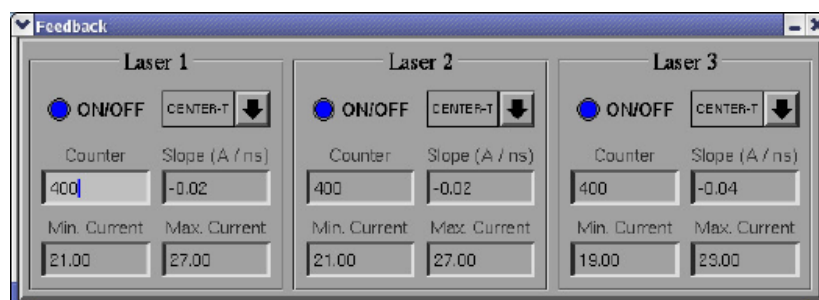 Feedback
Laser 1
ON/OFF CENTER-T
Counter Slope (A / ns)
400 -0.02
Min. Current Max. Current
21.00 27.00
Laser 2
ON/OFF CENTER-T
Counter Slope (A / ns)
400 -0.02
Min. Current Max. Current
21.00 27.00
Laser 3
ON/OFF CENTER-T
Counter Slope (A / ns)
400 -0.04
Min. Current Max. Current
19.00 23.00